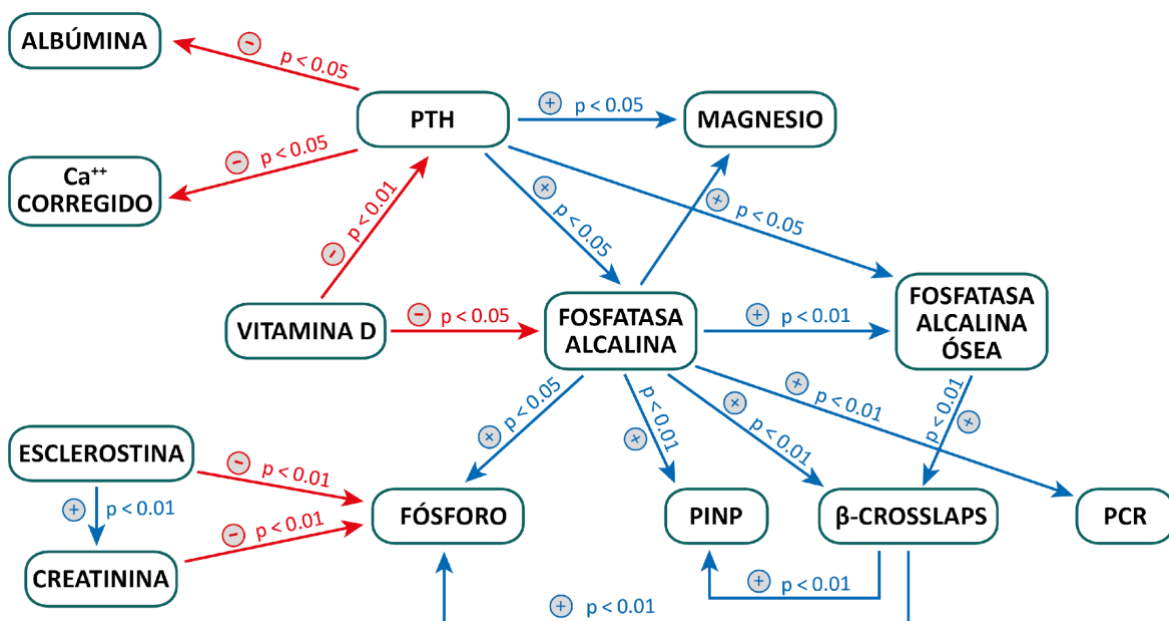 ALBÚMINA
− p < 0.05
PTH
+ p < 0.05
MAGNESIO
Ca++
CORREGIDO
− p < 0.05
− p < 0.01
+ p < 0.05
+ p < 0.05
VITAMINA D
− p < 0.05
FOSFATASA
ALCALINA
+ p < 0.01
FOSFATASA
ALCALINA
ÓSEA
+ p < 0.05
+ p < 0.01
+ p < 0.01
+ p < 0.01
+ p < 0.01
ESCLEROSTINA
− p < 0.01
+ p < 0.01
− p < 0.01
CREATININA
FÓSFORO
PINP
β-CROSSLAPS
PCR
+ p < 0.01
+ p < 0.01